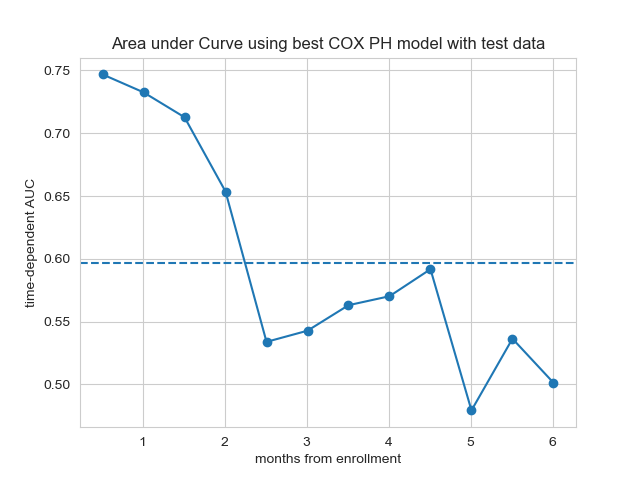 Area under Curve using best COX PH model with test data
0.75
0.70
0.65
0.60
0.55
0.50
time-dependent AUC
1 2 3 4 5 6
months from enrollment